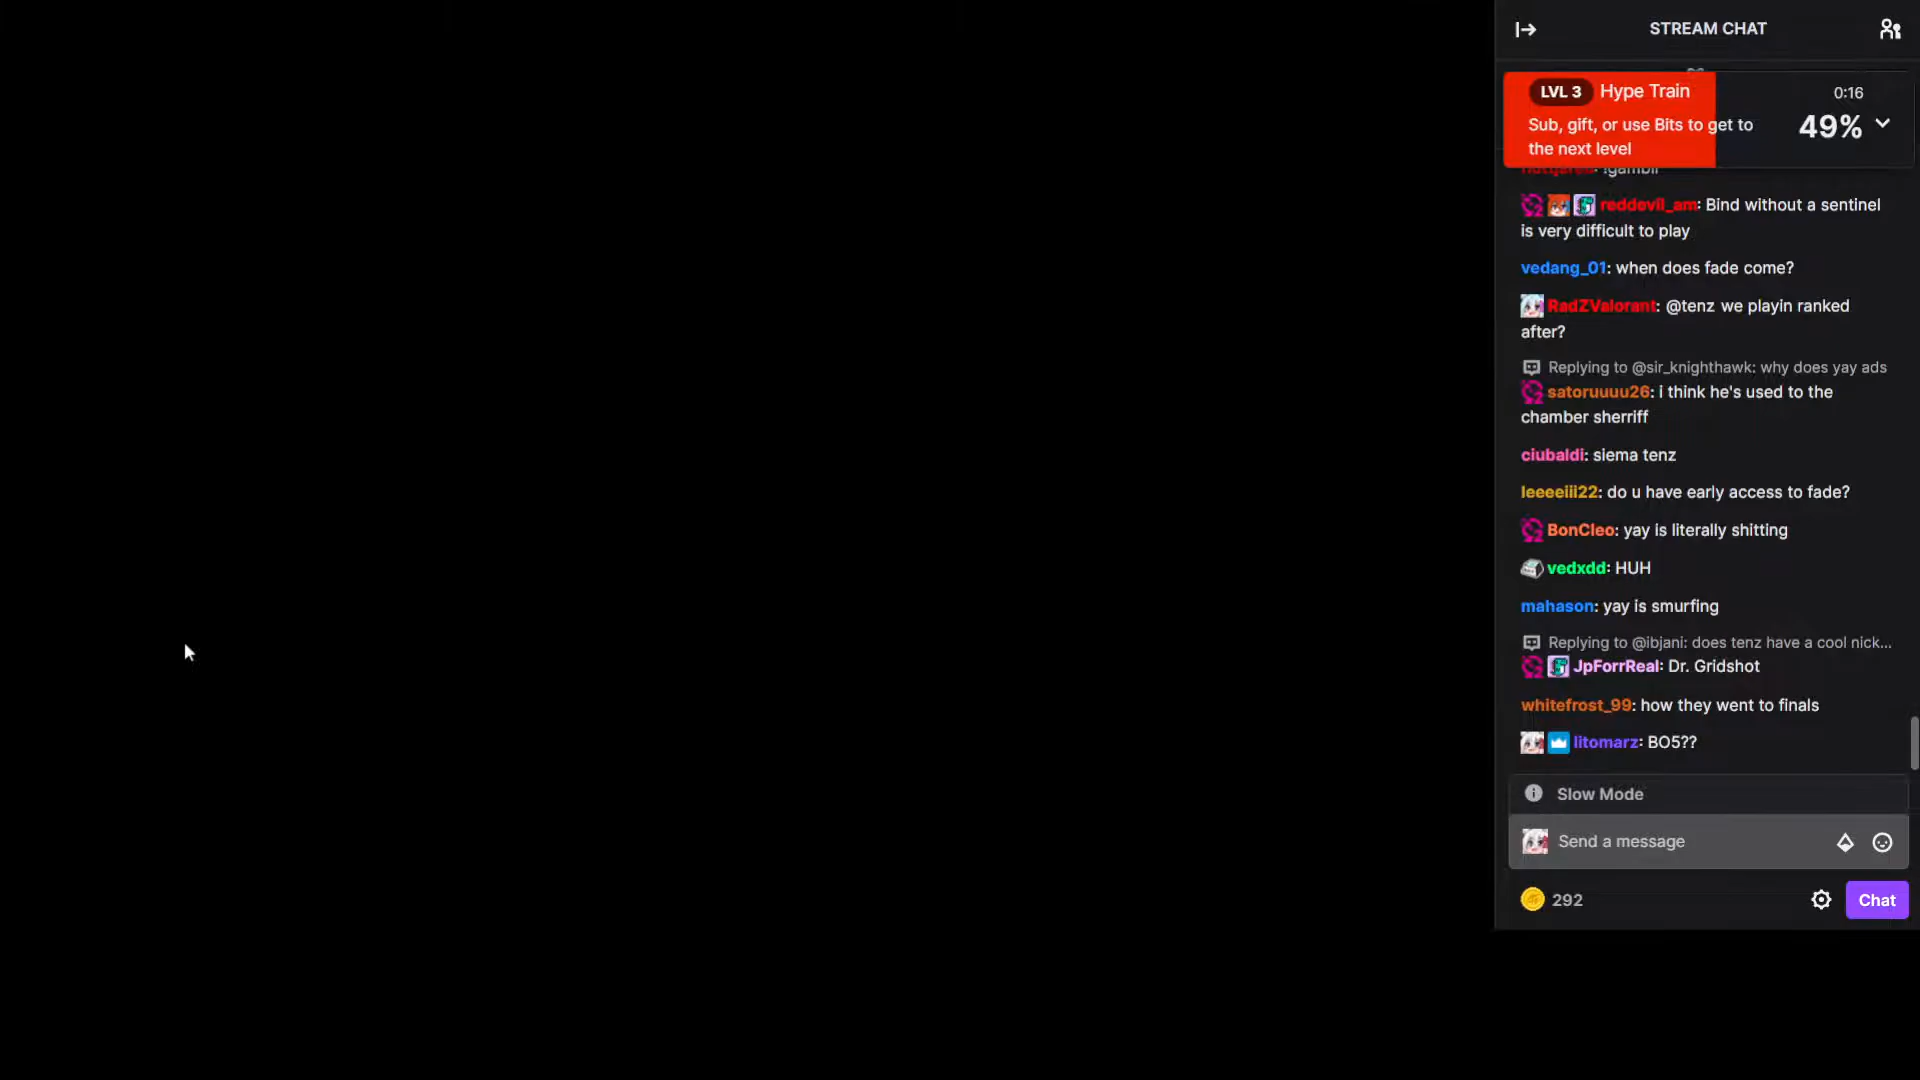 STREAM CHAT
LVL 3 Hype Train
0:16
Sub, gift, or use Bits to get to
the next level
49%
: !gambll
reddevil_am: Bind without a sentinel
is very difficult to play
vedang_01: when does fade come?
RadZValorant: @tenz we playin ranked
after?
Replying to @sir_knighthawk: why does yay ads
satoruuuu26: i think he's used to the
chamber sherriff
ciubaldi: siema tenz
leeeeiii22: do u have early access to fade?
BonCleo: yay is literally shitting
vedxdd: HUH
mahason: yay is smurfing
Replying to @ibjani: does tenz have a cool nick...
JpForrReal: Dr. Gridshot
whitefrost_99: how they went to finals
litomarz: BO5??
Slow Mode
Send a message
292
Chat